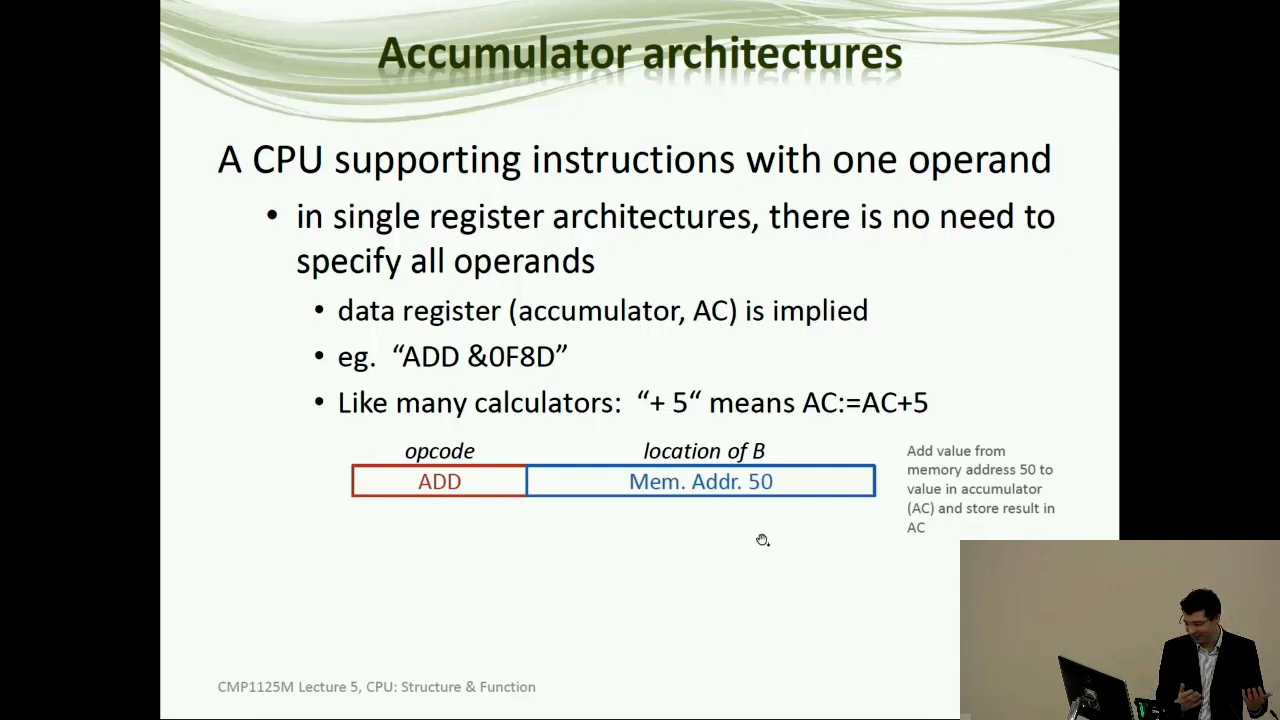 Accumulator architectures
A CPU supporting instructions with one operand
• in single register architectures, there is no need to
specify all operands
• data register (accumulator, AC) is implied
• eg. “ADD &0F8D”
• Like many calculators: “+ 5“ means AC:=AC+5
opcode
location of B
ADD
Mem. Addr. 50
Add value from
memory address 50 to
value in accumulator
(AC) and store result in
AC
CMP1125M Lecture 5, CPU: Structure & Function